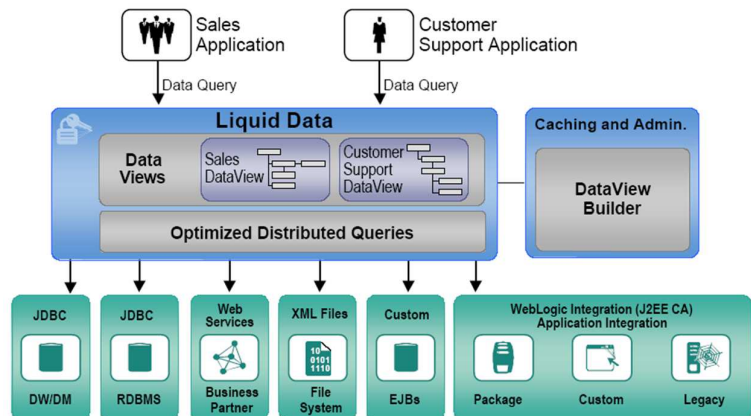 Sales
Application
Customer
Support Application
Data Query
Data Query
Liquid Data
Data
Views
Sales
DataView
Customer
Support
DataView
Optimized Distributed Queries
Caching and Admin.
DataView
Builder
JDBC
DW/DM
JDBC
RDBMS
Web
Services
Business
Partner
XML Files
10
0101
1110
File
System
Custom
EJBs
WebLogic Integration (J2EE CA)
Application Integration
Package
Custom
Legacy